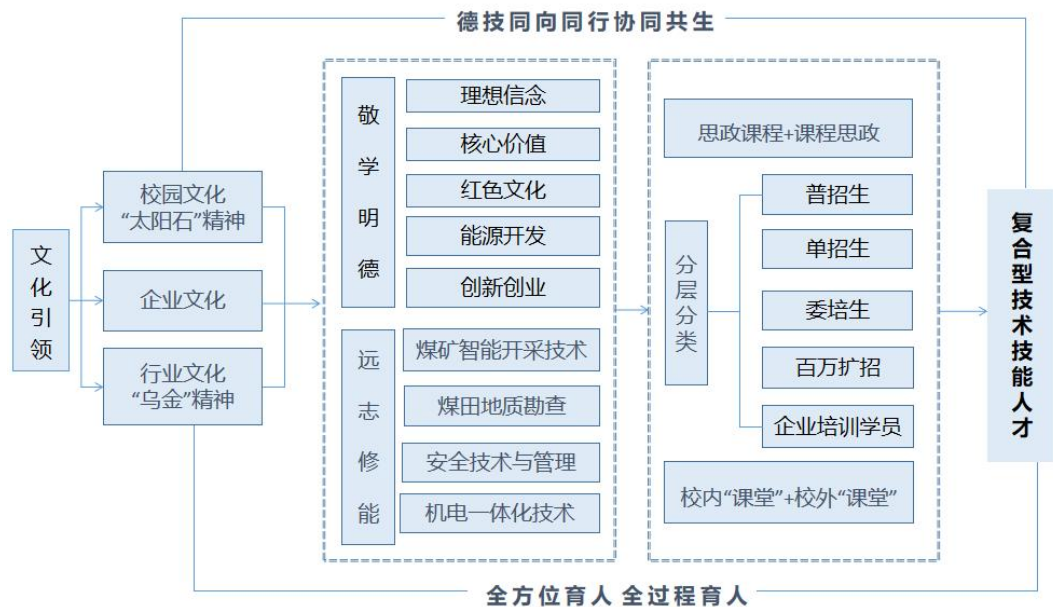 德技同向同行协同共生
文化引领
校园文化
“太阳石”精神
企业文化
行业文化
“乌金”精神
敬学明德
理想信念
核心价值
红色文化
能源开发
创新创业
远志修能
煤矿智能开采技术
煤田地质勘查
安全技术与管理
机电一体化技术
思政课程+课程思政
分层分类
普招生
单招生
委培生
百万扩招
企业培训学员
校内“课堂”+校外“课堂”
复合型技术技能人才
全方位育人 全过程育人